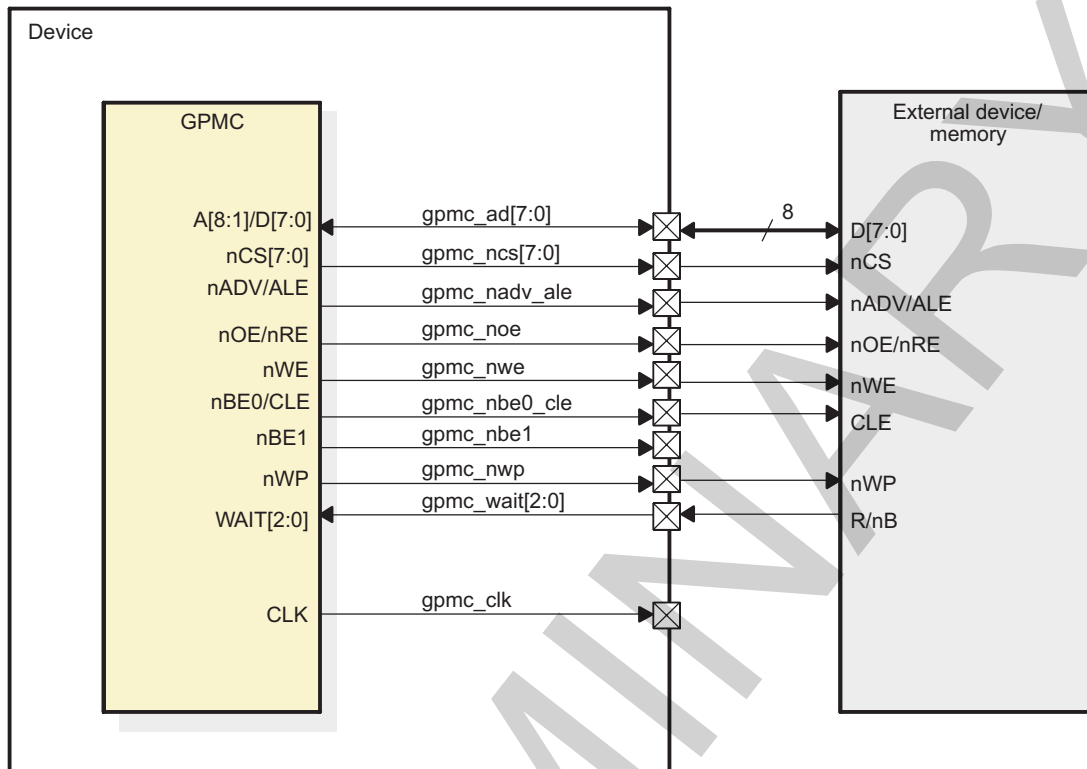 Device
GPMC
External device/
memory
A[8:1]/D[7:0]
gpmc_ad[7:0]
8
D[7:0]
nCS[7:0]
gpmc_ncs[7:0]
nCS
nADV/ALE
gpmc_nadv_ale
nADV/ALE
nOE/nRE
gpmc_noe
nOE/nRE
nWE
gpmc_nwe
nWE
nBE0/CLE
gpmc_nbe0_cle
CLE
nBE1
gpmc_nbe1
nWP
gpmc_nwp
nWP
WAIT[2:0]
gpmc_wait[2:0]
R/nB
CLK
gpmc_clk
MINARY